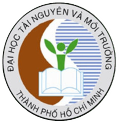 ĐẠI HỌC TÀI NGUYÊN VÀ MÔI TRƯỜNG
THÀNH PHỐ HỒ CHÍ MINH